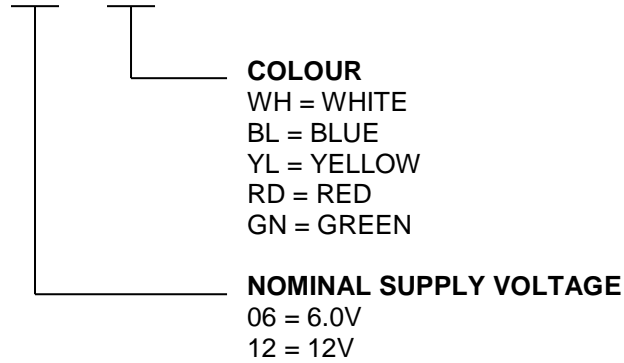 COLOUR
WH = WHITE
BL = BLUE
YL = YELLOW
RD = RED
GN = GREEN
NOMINAL SUPPLY VOLTAGE
06 = 6.0V
12 = 12V